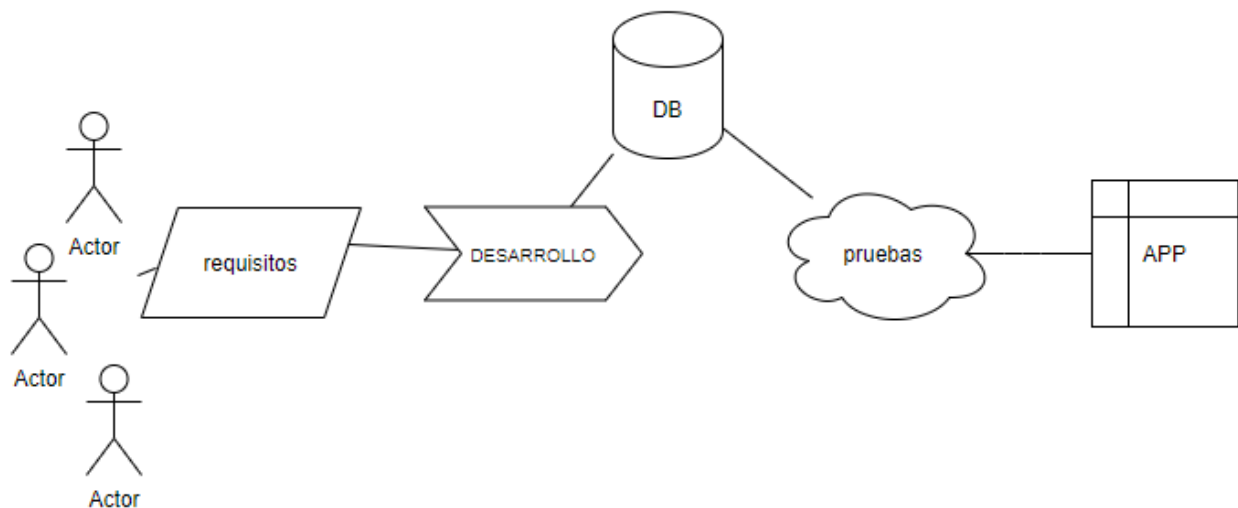 Actor
Actor
Actor
requisitos
DESARROLLO
DB
pruebas
APP